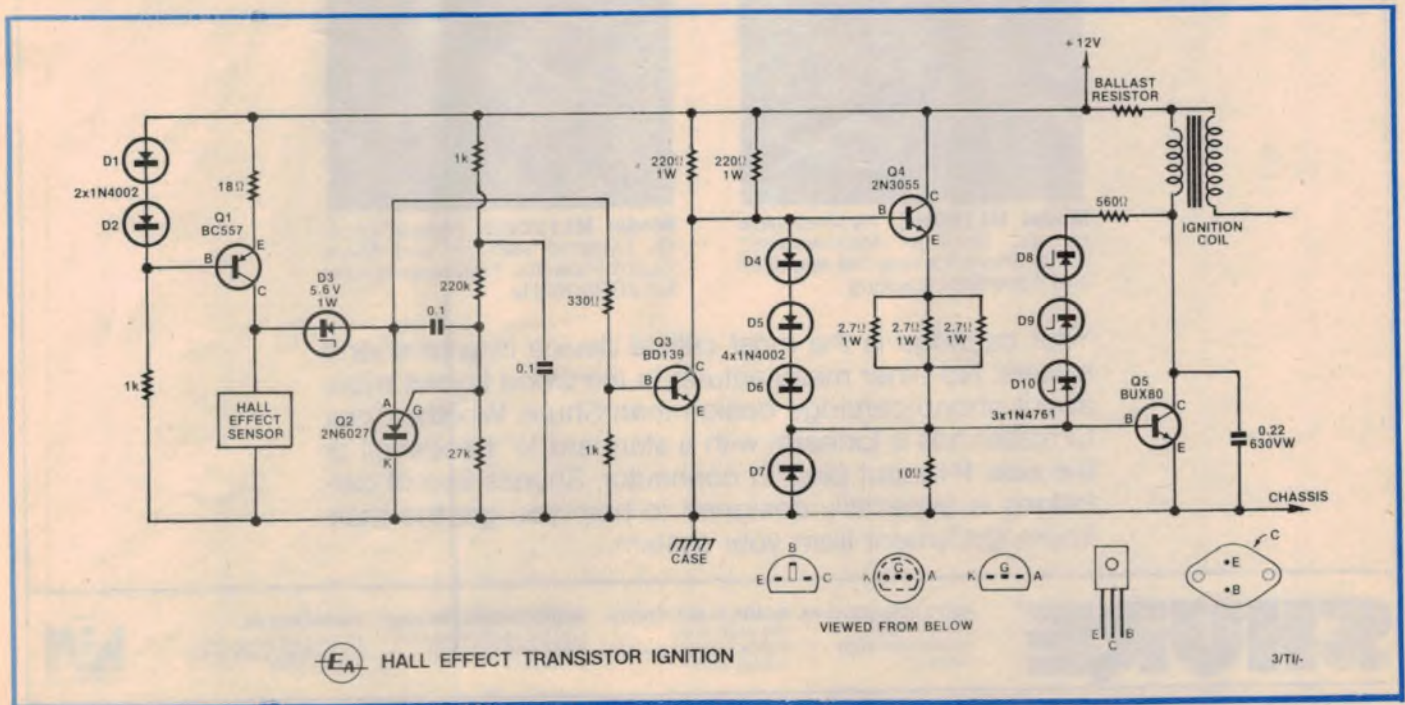 +12V
BALLAST
RESISTOR
D1
2x1N4002
D2
18Ω
Q1
BC557
E
B
C
1k
HALL
EFFECT
SENSOR
D3
5.6V
1W
1k
220k
0.1
0.1
A
G
K
Q2
2N6027
27k
330Ω
1k
Q3
BD139
C
B
E
CASE
220Ω
1W
220Ω
1W
D4
D5
4x1N4002
D6
D7
Q4
2N3055
C
B
E
2.7Ω
1W
2.7Ω
1W
2.7Ω
1W
10Ω
560Ω
D8
D9
D10
3x1N4761
IGNITION
COIL
Q5
BUX80
C
B
E
0.22
630VW
CHASSIS
B
E C
G
K A
G
K A
VIEWED FROM BELOW
E B
C
C
E
B
EA HALL EFFECT TRANSISTOR IGNITION
3/TI/-